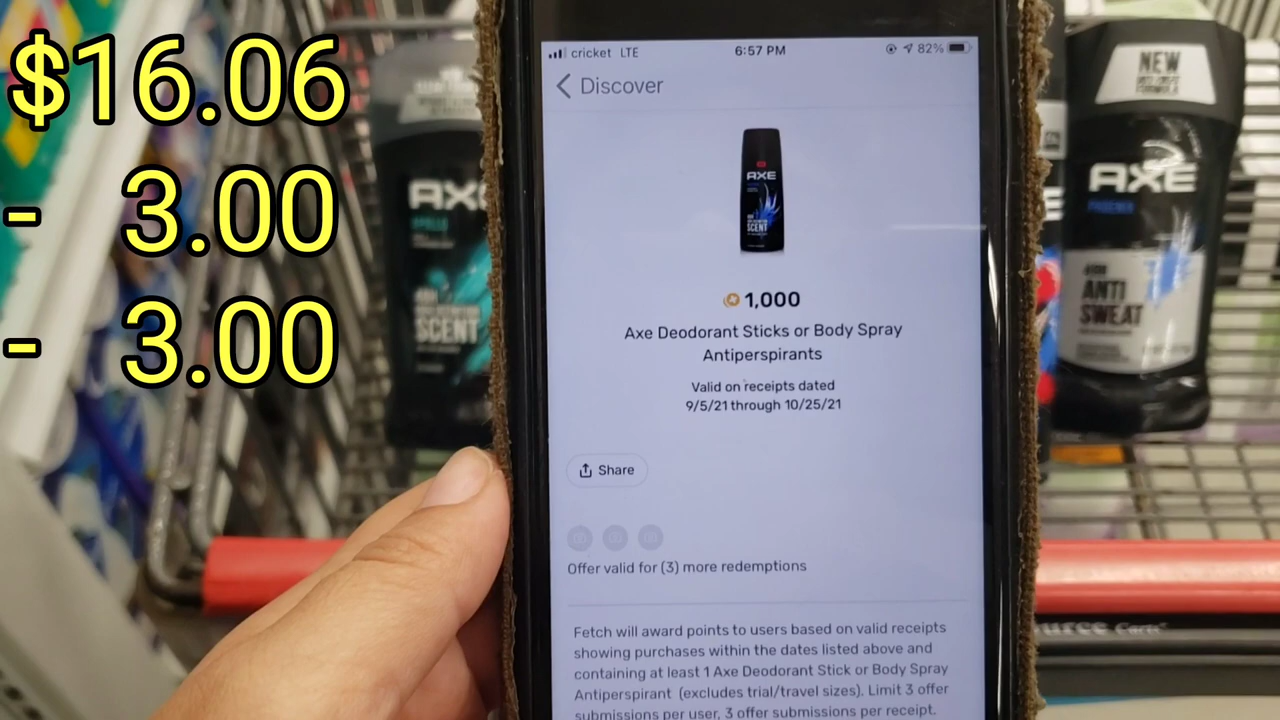 $16.06
- 3.00
- 3.00
cricket LTE
6:57 PM
82%
Discover
AXE
SCENT
1,000
Axe Deodorant Sticks or Body Spray
Antiperspirants
Valid on receipts dated
9/5/21 through 10/25/21
Share
Offer valid for (3) more redemptions
Fetch will award points to users based on valid receipts
showing purchases within the dates listed above and
containing at least 1 Axe Deodorant Stick or Body Spray
Antiperspirant (excludes trial/travel sizes). Limit 3 offer
submissions per user, 3 offer submissions per receipt.
AXE
SCENT
NEW
AXE
PHOENIX
48H
ANTI
SWEAT